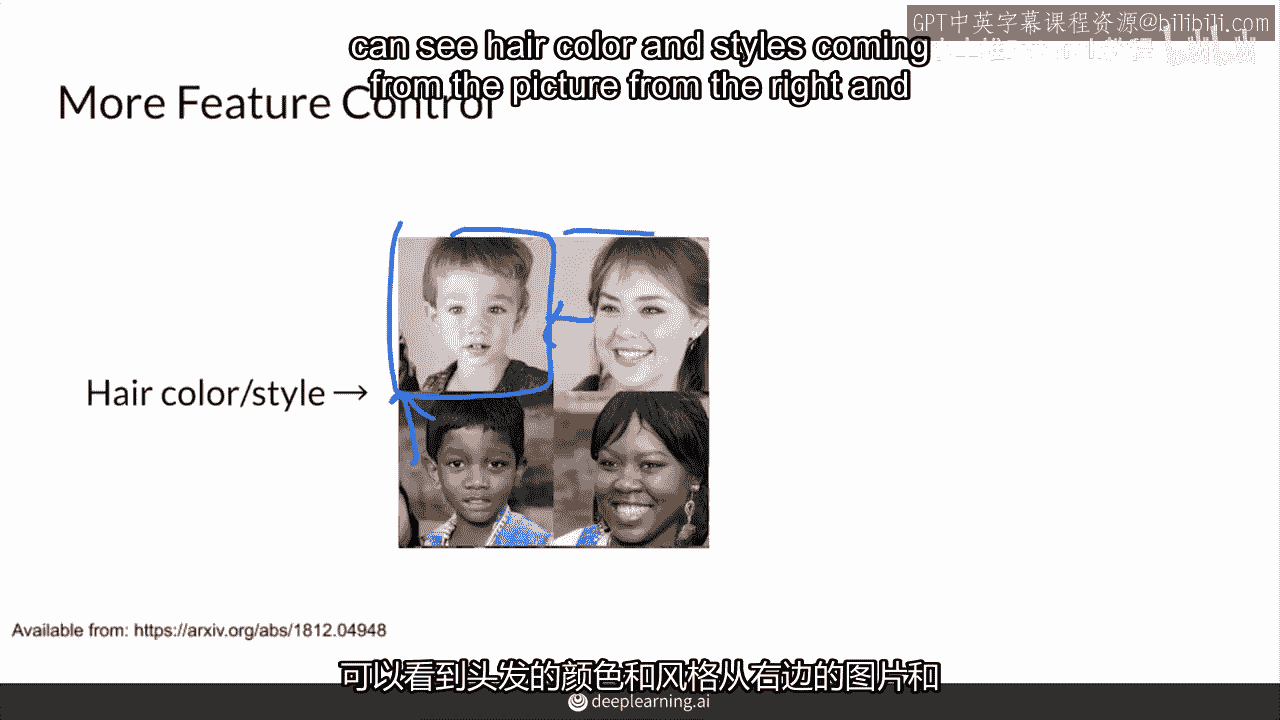 GPT中英字幕课程资源@bilibili.com
can see hair color and styles coming
from the picture from the right and
More Feature Control
Hair color/style →
Available from: https://arxiv.org/abs/1812.04948
可以看到头发的颜色和风格从右边的图片和
deeplearning.ai